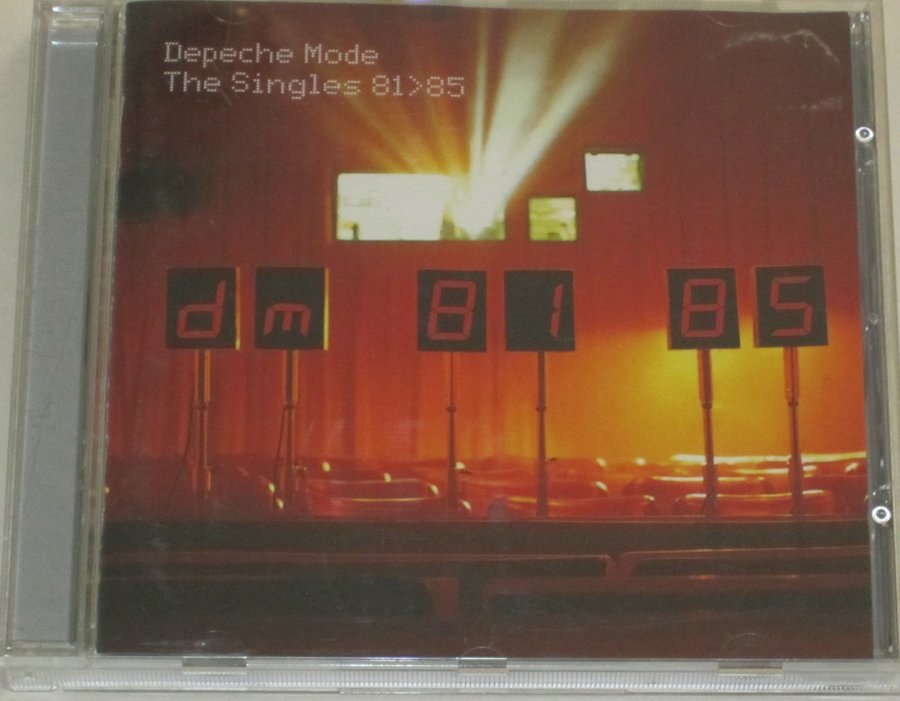 Depeche Mode
The Singles 81>85
dm 81 85